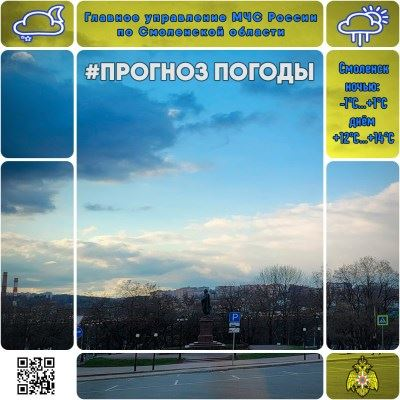 Главное управление МЧС России
по Смоленской области
#ПРОГНОЗ ПОГОДЫ
Смоленск
ночью:
-1°С...+1°С
днём
+12°С...+14°С
P